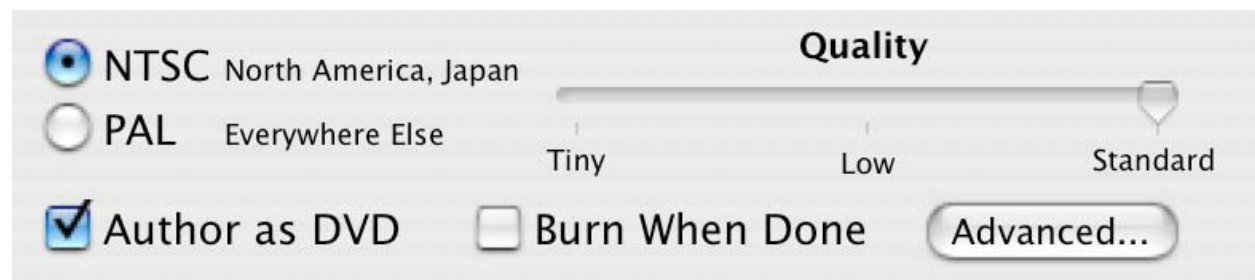 NTSC North America, Japan
PAL Everywhere Else
Quality
Tiny Low Standard
Author as DVD Burn When Done Advanced...